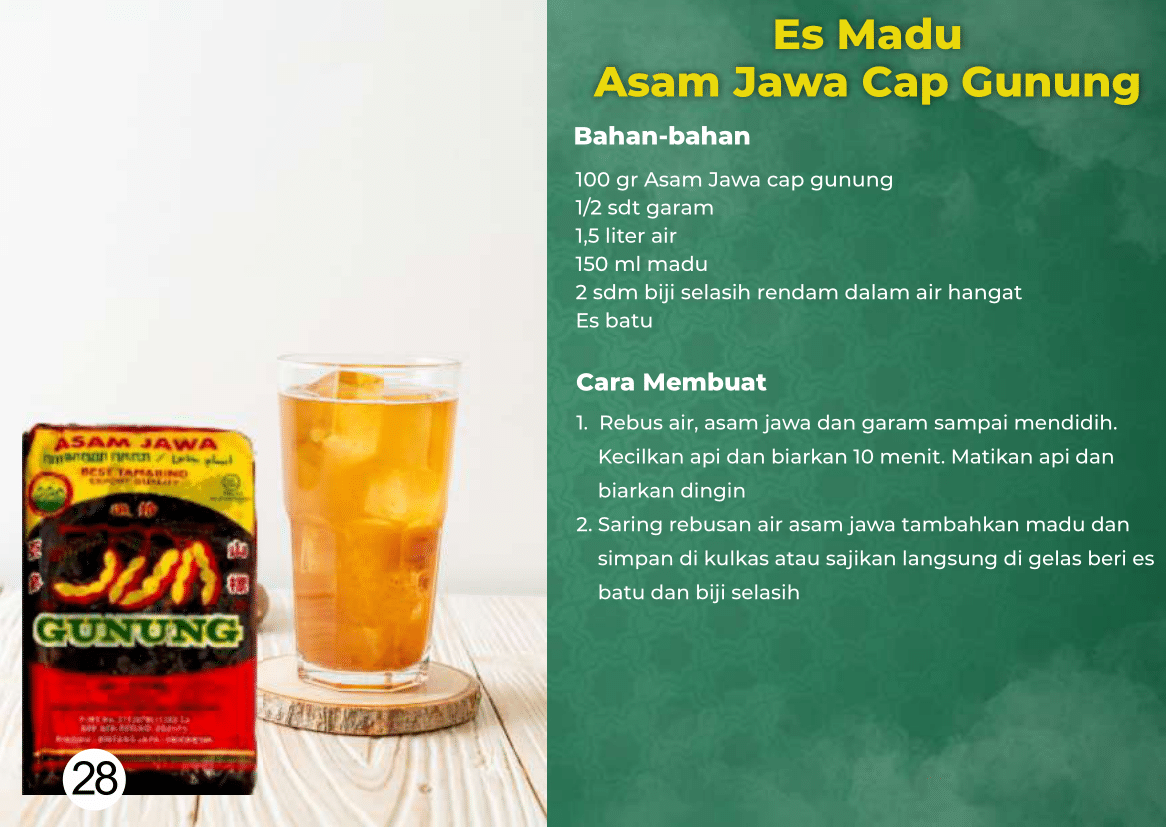 Es Madu
Asam Jawa Cap Gunung
Bahan-bahan
100 gr Asam Jawa cap gunung
1/2 sdt garam
1,5 liter air
150 ml madu
2 sdm biji selasih rendam dalam air hangat
Es batu
Cara Membuat
1. Rebus air, asam jawa dan garam sampai mendidih.
Kecilkan api dan biarkan 10 menit. Matikan api dan
biarkan dingin
2. Saring rebusan air asam jawa tambahkan madu dan
simpan di kulkas atau sajikan langsung di gelas beri es
batu dan biji selasih
ASAM JAWA
BEST TAMARIND
EXPORT QUALITY
山
GUNUNG
28